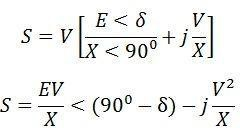 S = V [ E < δ / X < 90⁰ + j V / X ]
S = EV / X < (90⁰ − δ) − j V² / X